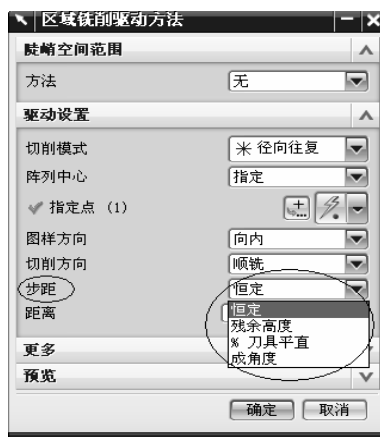 区域铣削驱动方法
陡峭空间范围
方法 无
驱动设置
切削模式 径向往复
阵列中心 指定
指定点 (1)
图样方向 向内
切削方向 顺铣
步距 恒定
距离
恒定
残余高度
% 刀具平直
成角度
更多
预览
确定 取消